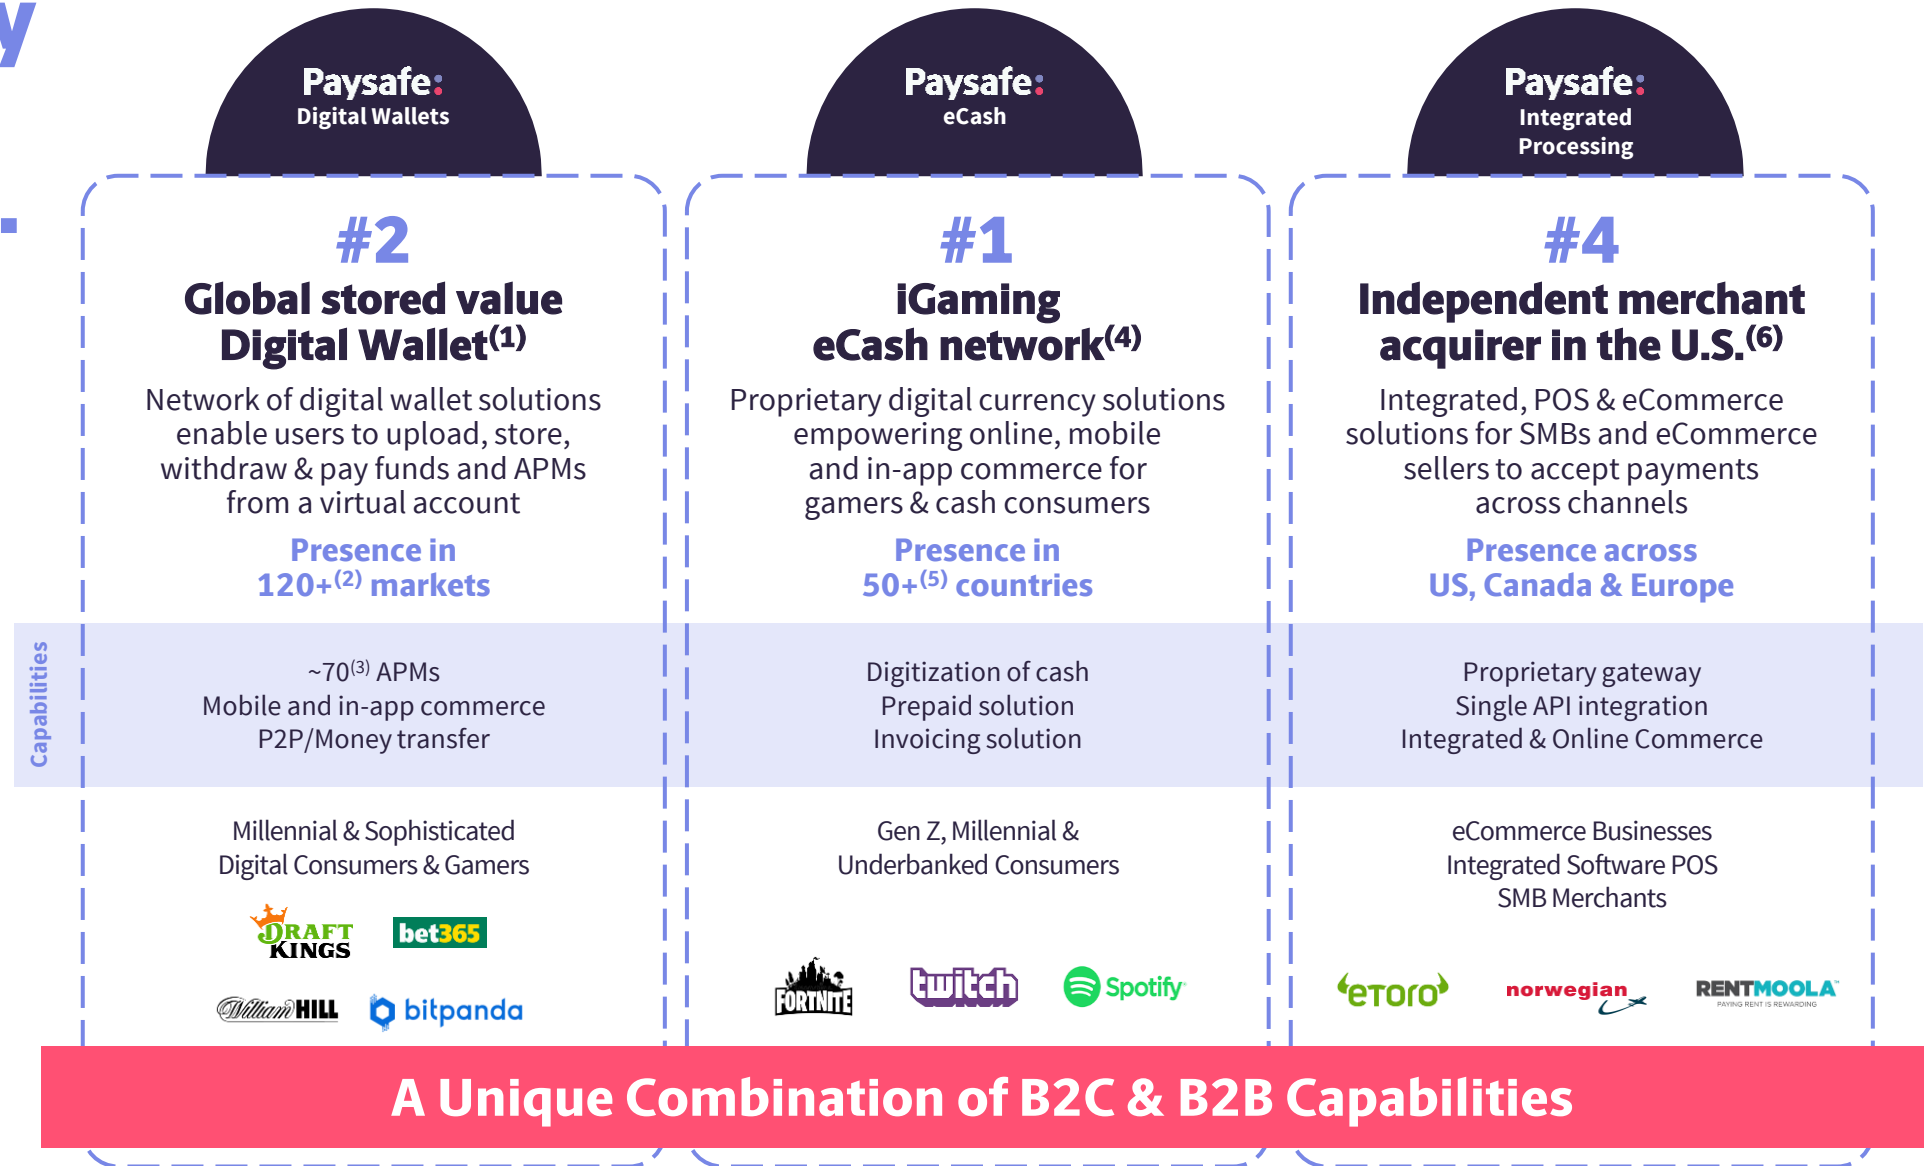 y
.
Paysafe:
Digital Wallets
#2
Global stored value
Digital Wallet(1)
Network of digital wallet solutions
enable users to upload, store,
withdraw & pay funds and APMs
from a virtual account
Presence in
120+(2) markets
Paysafe:
eCash
#1
iGaming
eCash network(4)
Proprietary digital currency solutions
empowering online, mobile
and in-app commerce for
gamers & cash consumers
Presence in
50+(5) countries
Paysafe:
Integrated
Processing
#4
Independent merchant
acquirer in the U.S.(6)
Integrated, POS & eCommerce
solutions for SMBs and eCommerce
sellers to accept payments
across channels
Presence across
US, Canada & Europe
Capabilities
~70(3) APMs
Mobile and in-app commerce
P2P/Money transfer
Digitization of cash
Prepaid solution
Invoicing solution
Proprietary gateway
Single API integration
Integrated & Online Commerce
Millennial & Sophisticated
Digital Consumers & Gamers
DRAFT
KINGS
bet365
William HILL
bitpanda
Gen Z, Millennial &
Underbanked Consumers
FORTNITE
twitch
Spotify
eCommerce Businesses
Integrated Software POS
SMB Merchants
eToro
norwegian
RENTMOOLA™
PAYING RENT IS REWARDING
A Unique Combination of B2C & B2B Capabilities